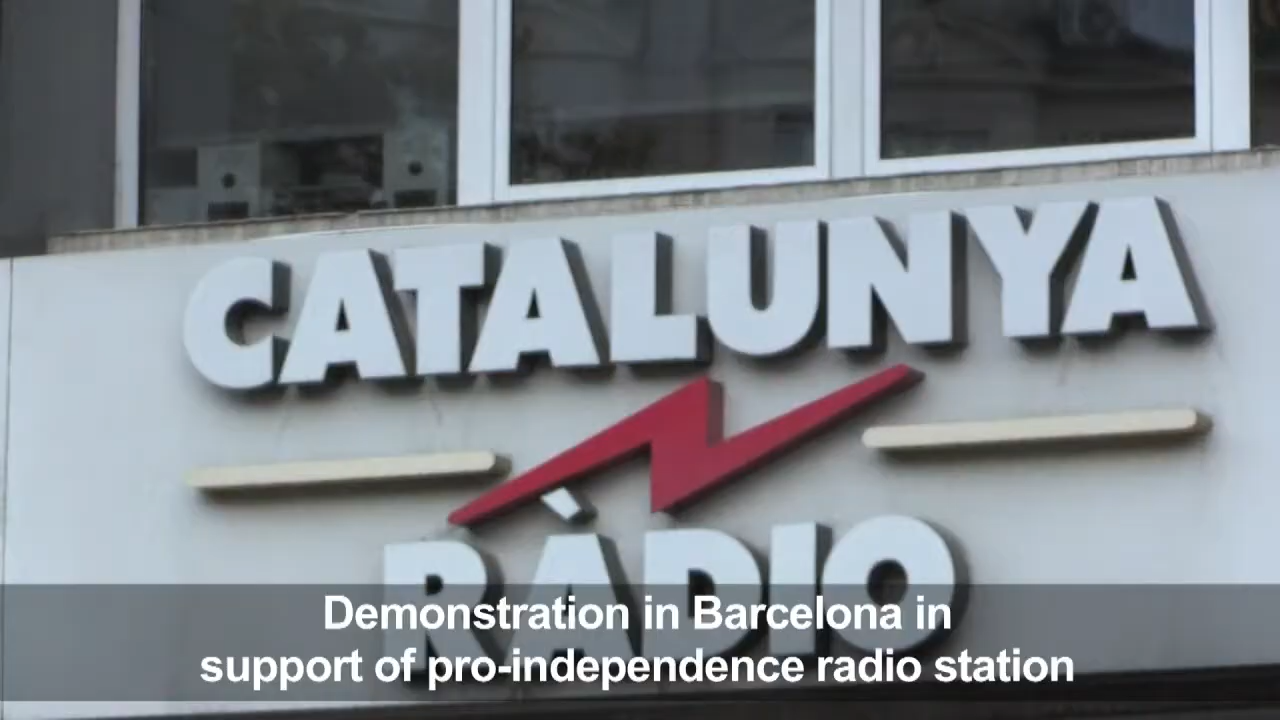 CATALUNYA
RÀDIO
Demonstration in Barcelona in
support of pro-independence radio station